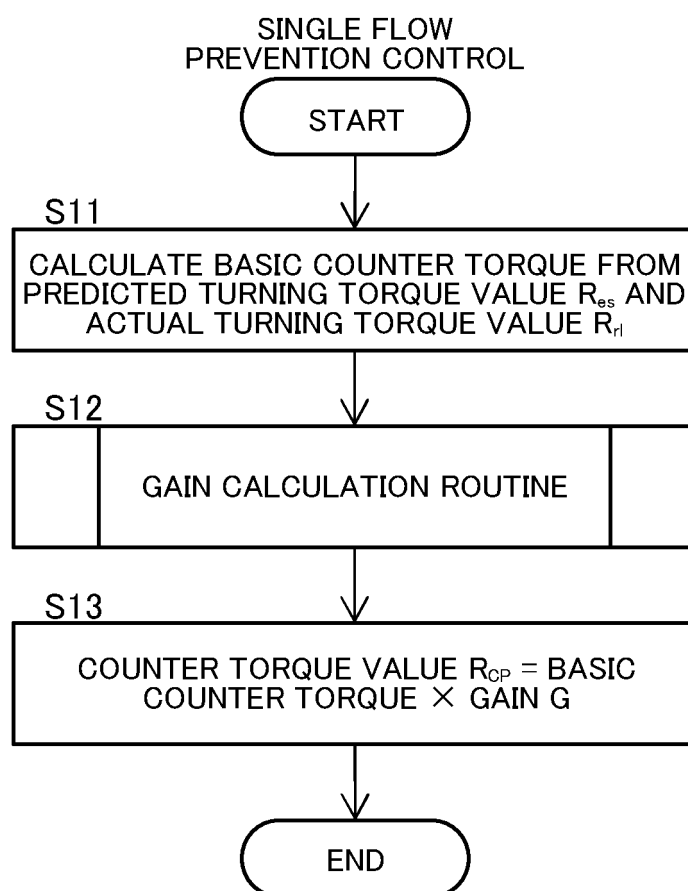 SINGLE FLOW
PREVENTION CONTROL
START
S11
CALCULATE BASIC COUNTER TORQUE FROM
PREDICTED TURNING TORQUE VALUE Res AND
ACTUAL TURNING TORQUE VALUE Rrl
S12
GAIN CALCULATION ROUTINE
S13
COUNTER TORQUE VALUE RCP = BASIC
COUNTER TORQUE × GAIN G
END